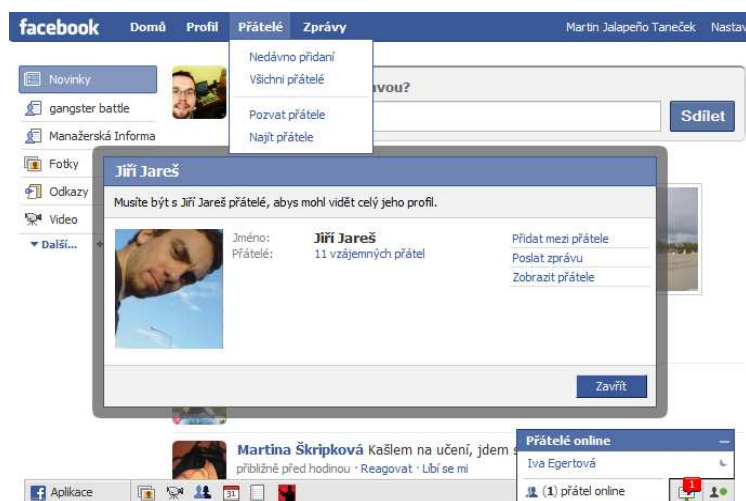 facebook Domů Profil Přátelé Zprávy Martin Jalapeño Taneček Nastav
Nedávno přidaní
Všichni přátelé
Pozvat přátele
Najít přátele
Novinky
gangster battle
Manažerská Informa
Fotky
Odkazy
Video
Další...
avou?
Sdílet
Jiří Jareš
Musíte být s Jiří Jareš přátelé, abys mohl vidět celý jeho profil.
Jméno: Jiří Jareš
Přátelé: 11 vzájemných přátel
Přidat mezi přátele
Poslat zprávu
Zobrazit přátele
Zavřít
Martina Škripková Kašlem na učení, jdem s
přibližně před hodinou · Reagovat · Líbí se mi
Přátelé online
Iva Egertová
(1) přátel online
Aplikace
31
1